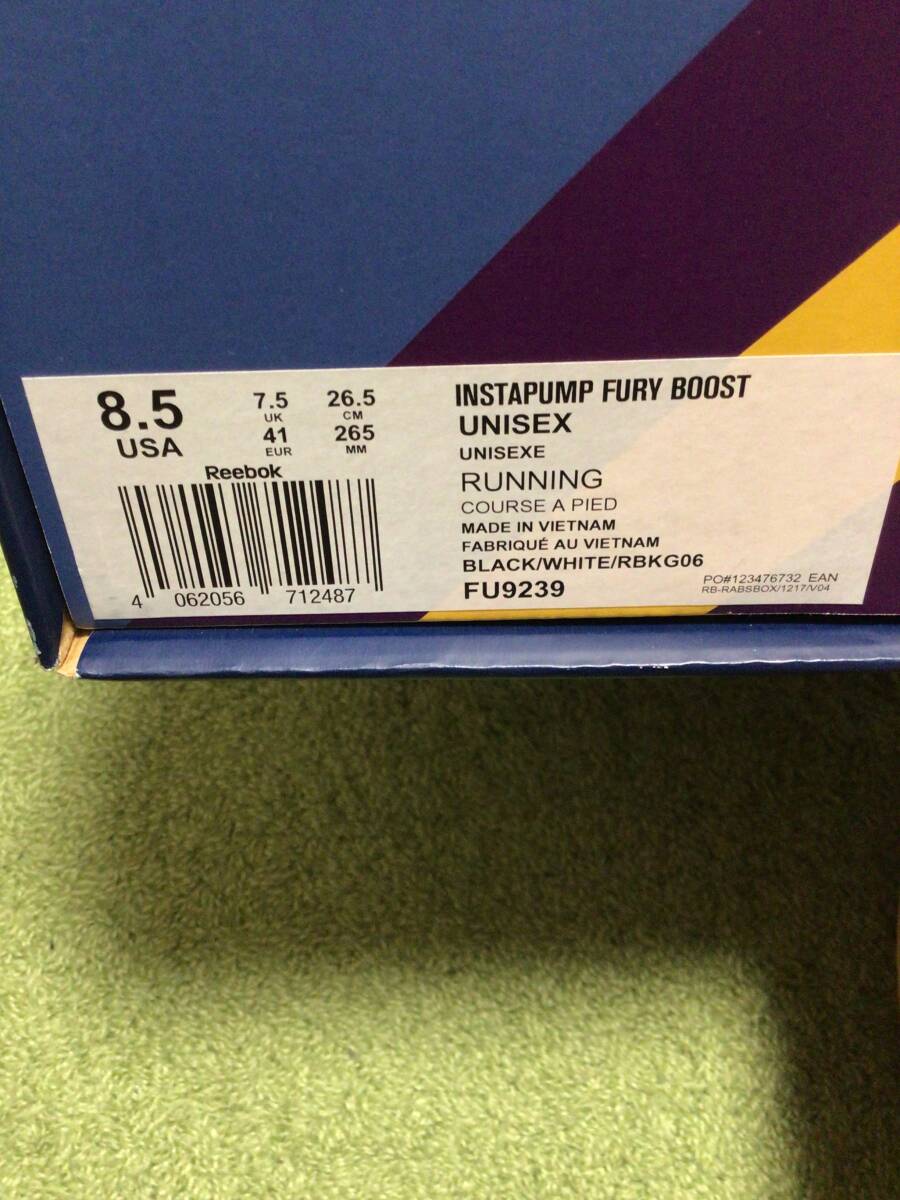 8.5
USA
7.5
UK
41
EUR
26.5
CM
265
MM
Reebok
4 062056 712487
INSTAPUMP FURY BOOST
UNISEX
UNISEXE
RUNNING
COURSE A PIED
MADE IN VIETNAM
FABRIQUÉ AU VIETNAM
BLACK/WHITE/RBKG06
FU9239
PO#123476732 EAN
RB-RABSBOX/1217/V04